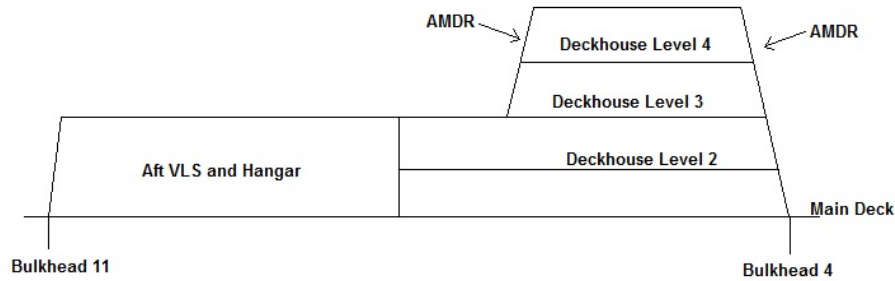 AMDR
AMDR
Deckhouse Level 4
Deckhouse Level 3
Deckhouse Level 2
Aft VLS and Hangar
Main Deck
Bulkhead 11
Bulkhead 4